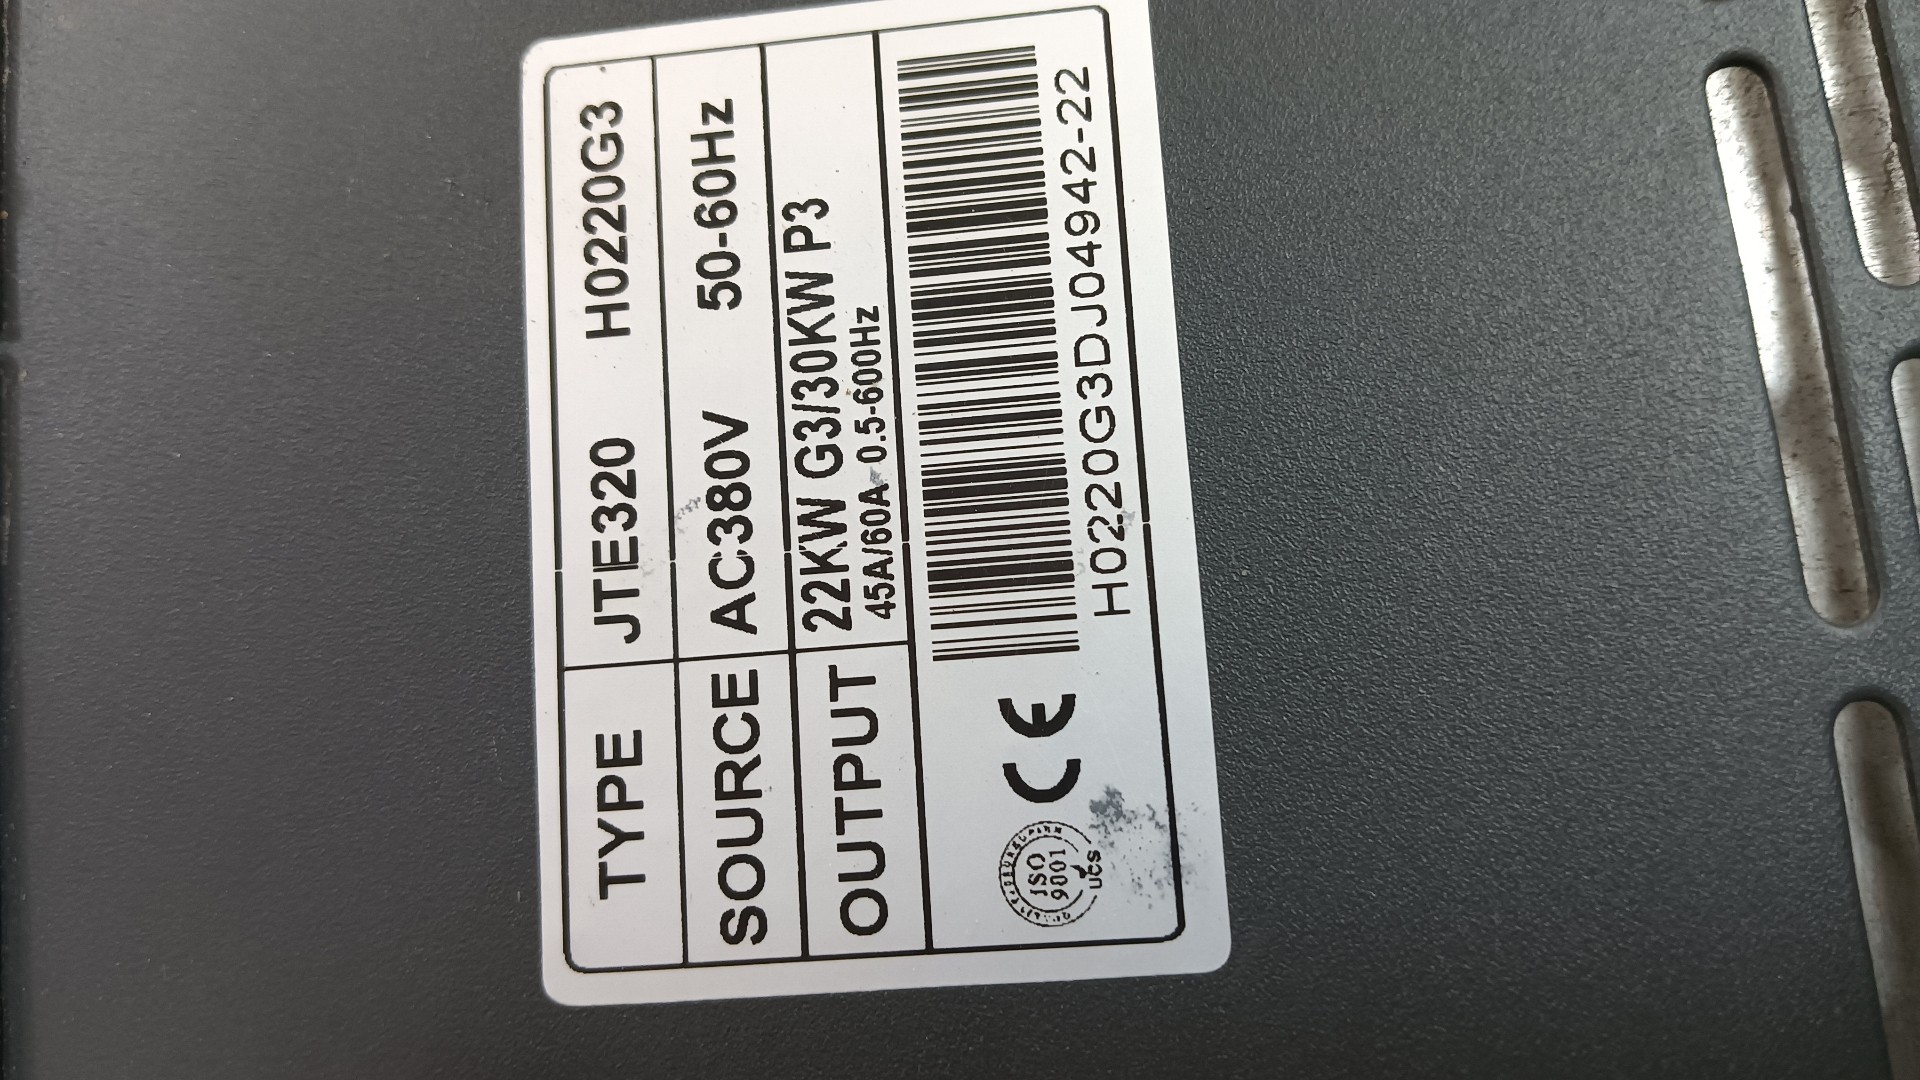 TYPE JTE320 H0220G3
SOURCE AC380V 50-60Hz
OUTPUT 22KW G3/30KW P3
45A/60A 0.5-600Hz
CE
ISO
9001
UCS
H0220G3DJ04942-22